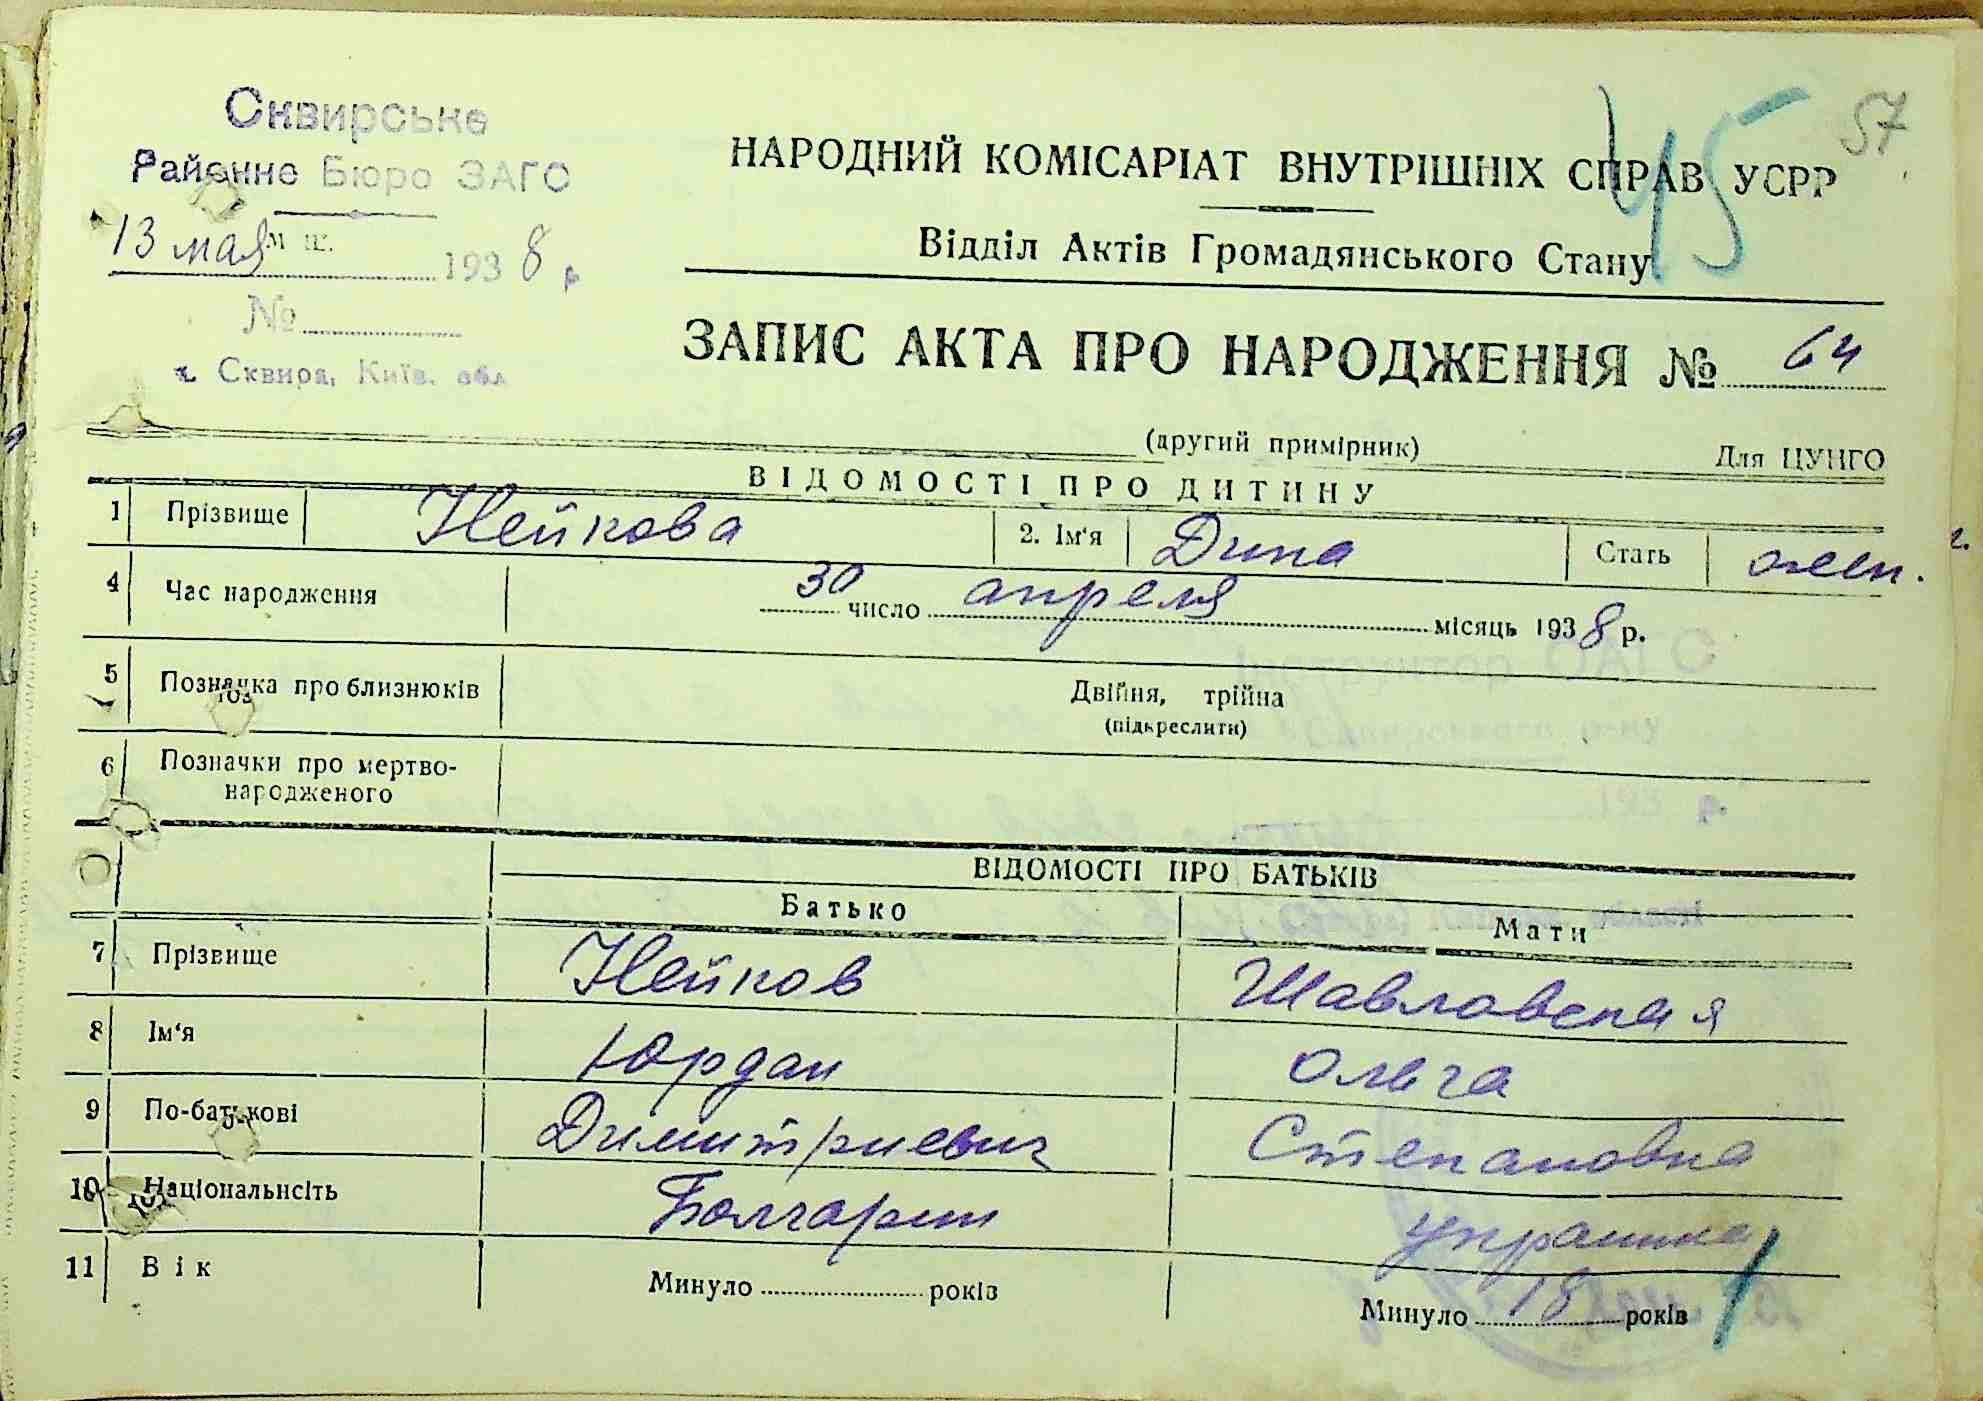 Сквирське
Районне Бюро ЗАГС
13 мая 1938 р.
№
м. Сквира, Київ. обл
45
57
НАРОДНИЙ КОМІСАРІАТ ВНУТРІШНІХ СПРАВ УСРР
Відділ Актів Громадянського Стану
ЗАПИС АКТА ПРО НАРОДЖЕННЯ № 64
(другий примірник) Для ЦУНГО
ВІДОМОСТІ ПРО ДИТИНУ
1 Прізвище Нейкова 2. Ім'я Дина Стать жен.
4 Час народження 30 число апреля місяць 1938 р.
5 Позначка про близнюків Двійня, трійна
(підкреслити)
6 Позначки про мертво-
народженого
ВІДОМОСТІ ПРО БАТЬКІВ
Батько Мати
7 Прізвище Нейков Шавловская
8 Ім'я Юрдан Ольга
9 По-батькові Димитриевич Степановна
10 Національність Болгарин украинка
11 Вік Минуло років Минуло 18 років